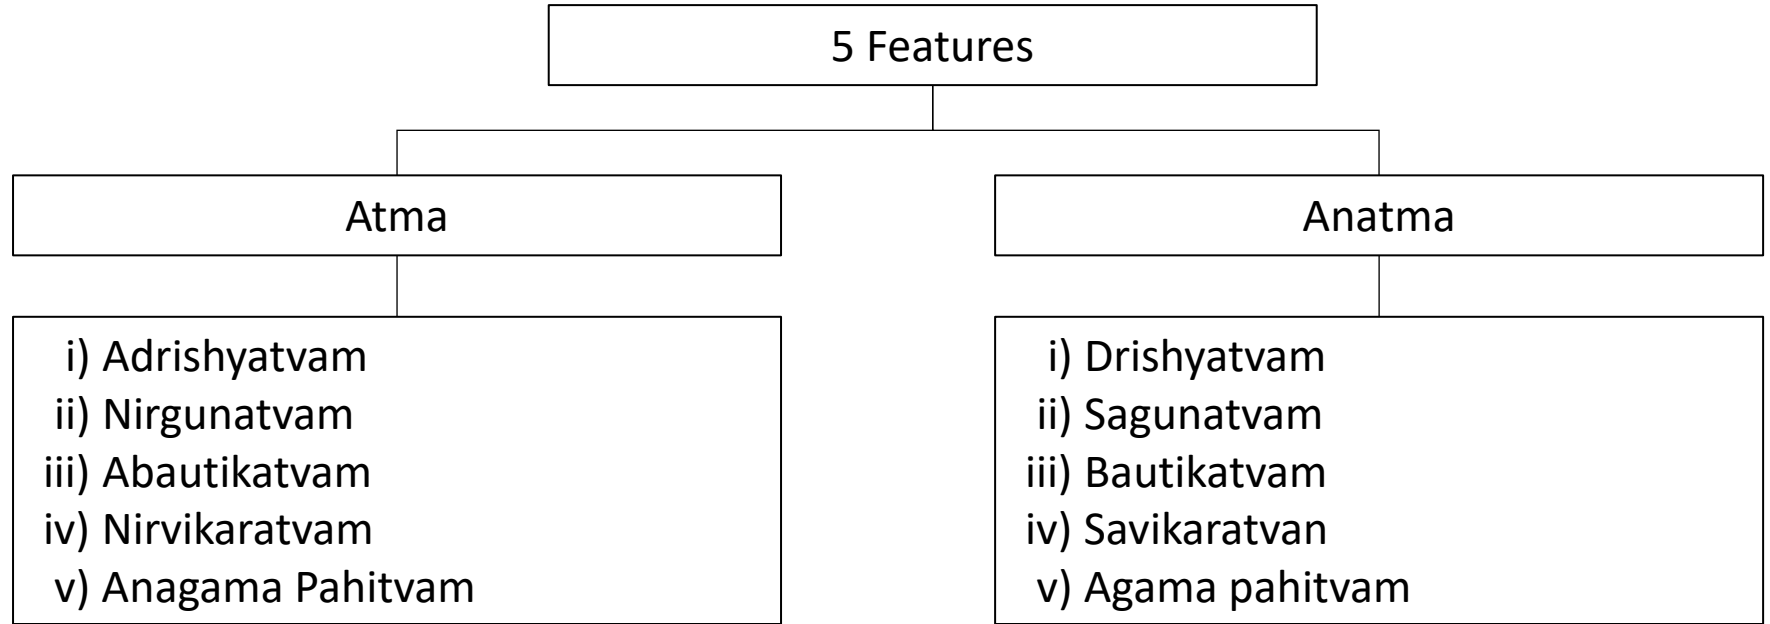 5 Features
Atma
i) Adrishyatvam
ii) Nirgunatvam
iii) Abautikatvam
iv) Nirvikaratvam
v) Anagama Pahitvam
Anatma
i) Drishyatvam
ii) Sagunatvam
iii) Bautikatvam
iv) Savikaratvan
v) Agama pahitvam